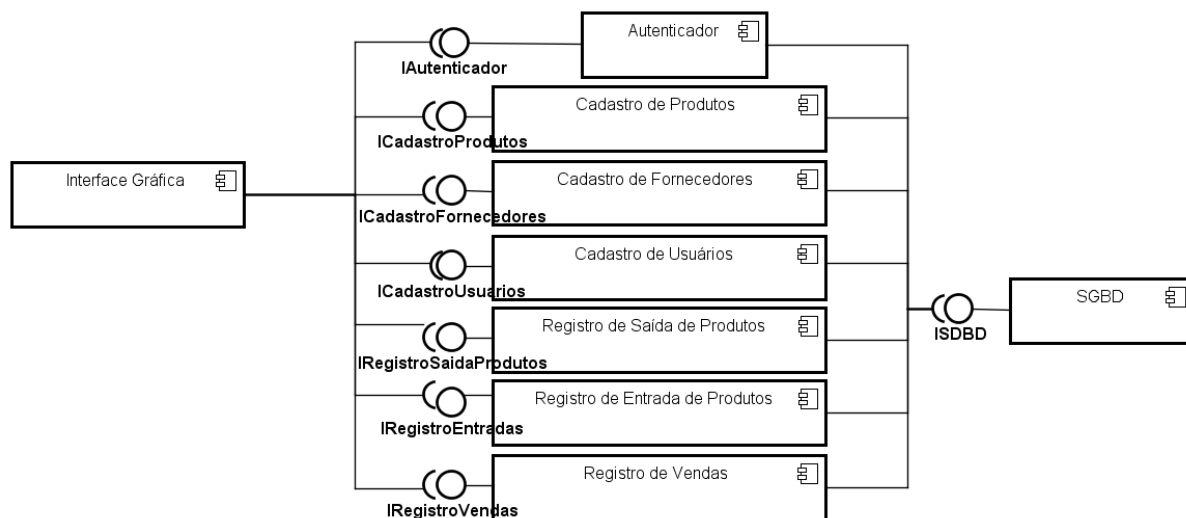 Autenticador
IAutenticador
Cadastro de Produtos
ICadastroProdutos
Interface Gráfica
Cadastro de Fornecedores
ICadastroFornecedores
Cadastro de Usuários
ICadastroUsuarios
SGBD
ISDBD
Registro de Saída de Produtos
IRegistroSaidaProdutos
Registro de Entrada de Produtos
IRegistroEntradas
Registro de Vendas
IRegistroVendas